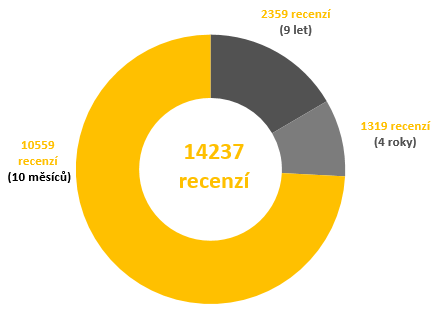 2359 recenzí
(9 let)
1319 recenzí
(4 roky)
10559
recenzí
(10 měsíců)
14237
recenzí